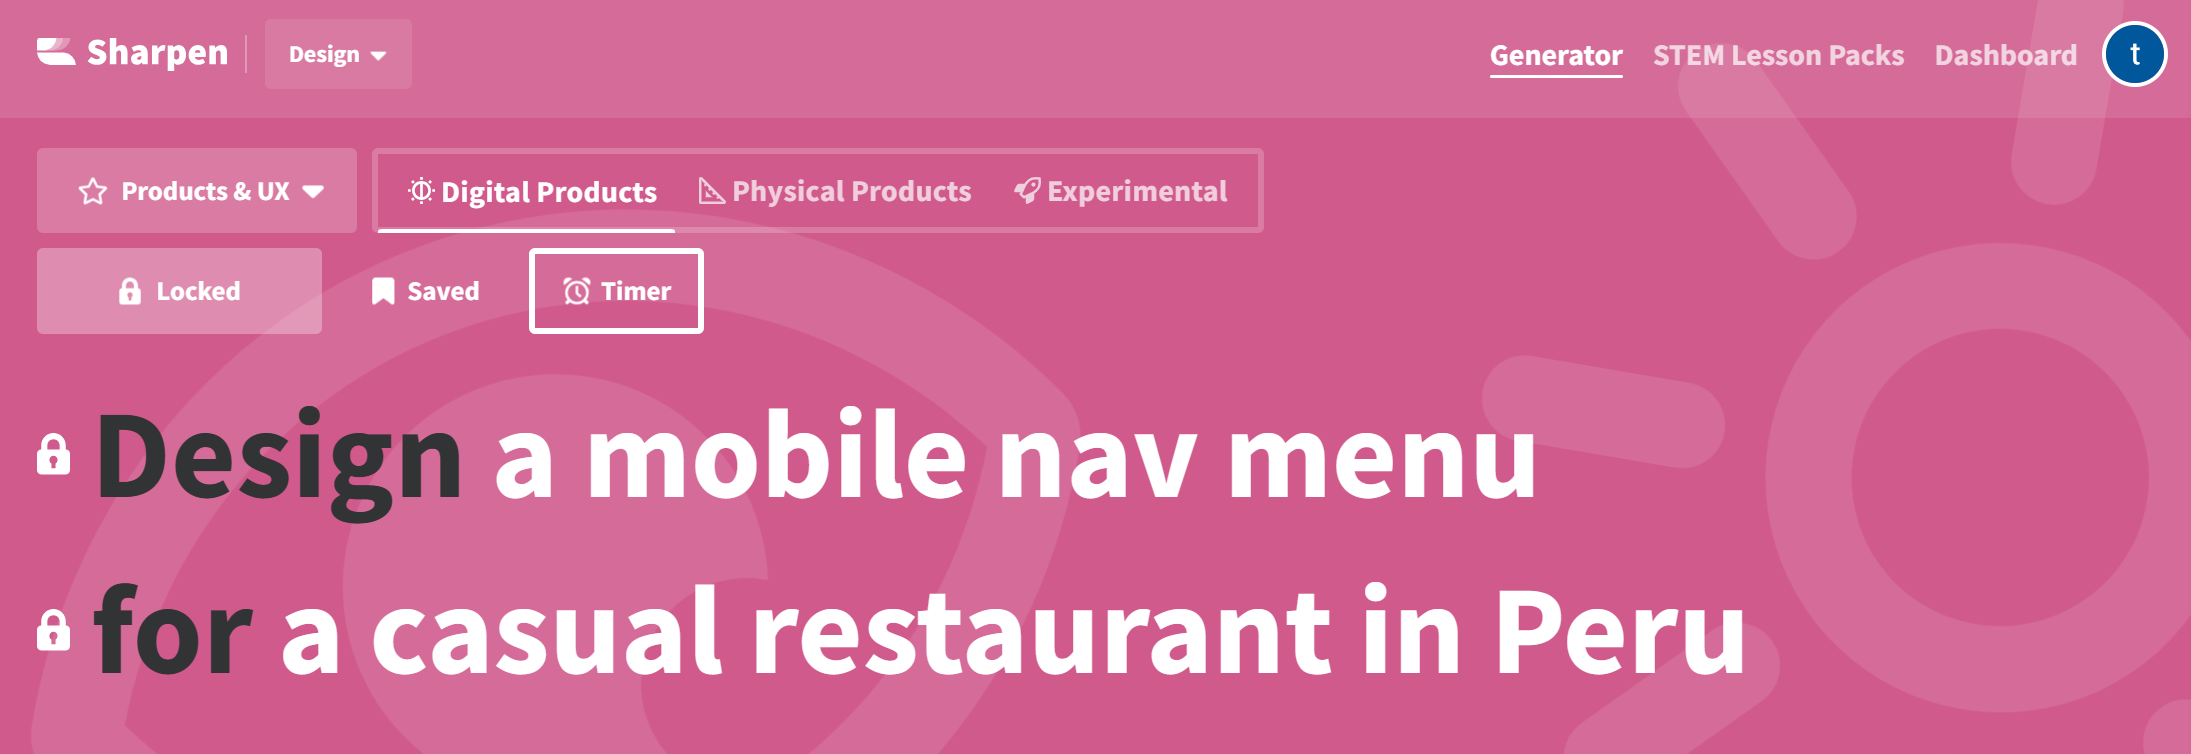 Sharpen Design Generator STEM Lesson Packs Dashboard t
Products & UX Digital Products Physical Products Experimental
Locked Saved Timer
Design a mobile nav menu
for a casual restaurant in Peru